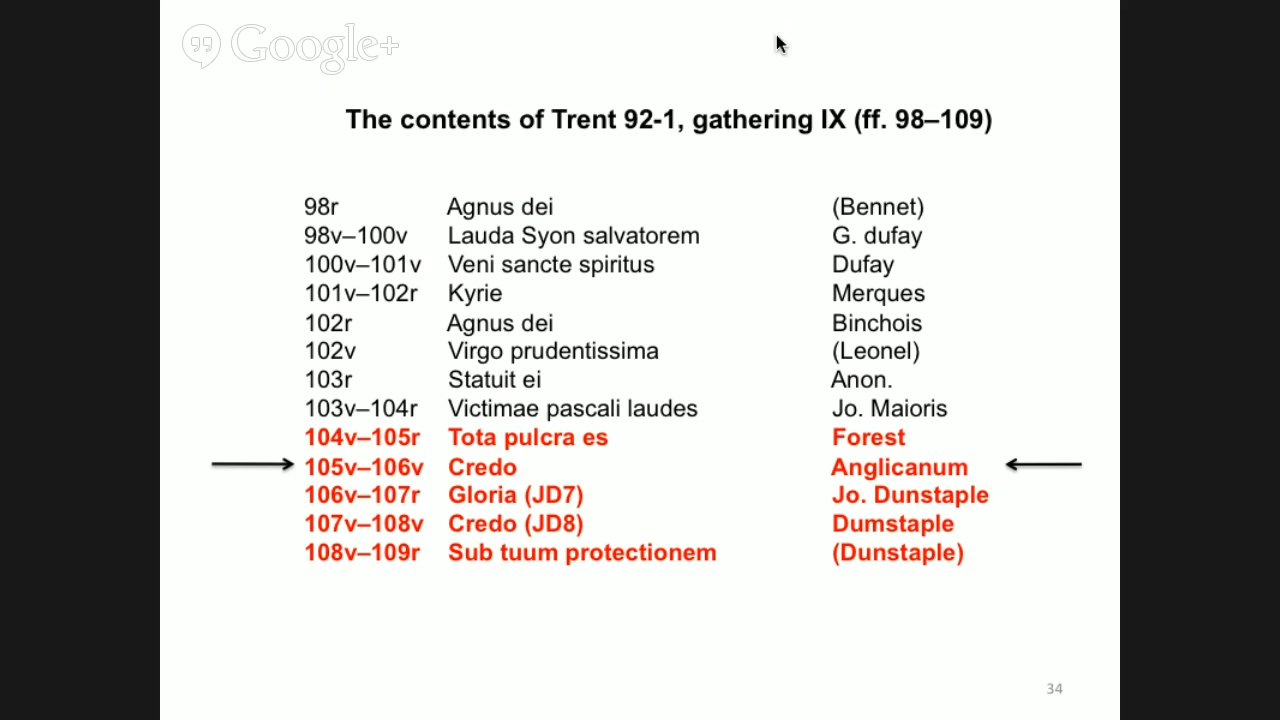 Google+
The contents of Trent 92-1, gathering IX (ff. 98–109)
98r Agnus dei (Bennet)
98v–100v Lauda Syon salvatorem G. dufay
100v–101v Veni sancte spiritus Dufay
101v–102r Kyrie Merques
102r Agnus dei Binchois
102v Virgo prudentissima (Leonel)
103r Statuit ei Anon.
103v–104r Victimae pascali laudes Jo. Maioris
104v–105r Tota pulcra es Forest
105v–106v Credo Anglicanum
106v–107r Gloria (JD7) Jo. Dunstaple
107v–108v Credo (JD8) Dumstaple
108v–109r Sub tuum protectionem (Dunstaple)
34